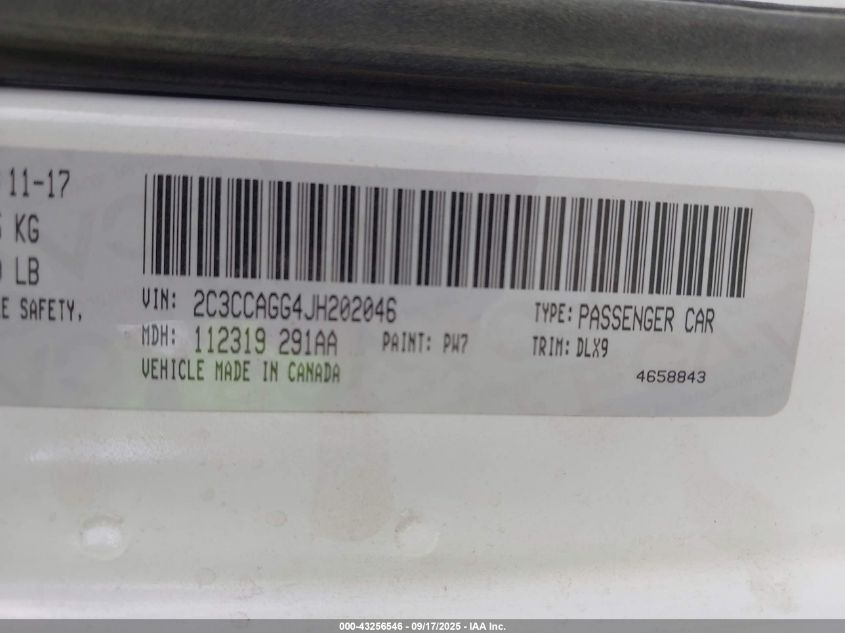 11-17
KG
LB
SAFETY,
VIN: 2C3CCAGG4JH202046
TYPE: PASSENGER CAR
MDH: 112319 291AA
PAINT: PW7
TRIM: DLX9
VEHICLE MADE IN CANADA
4658843
000-43256546 - 09/17/2025 - IAA Inc.